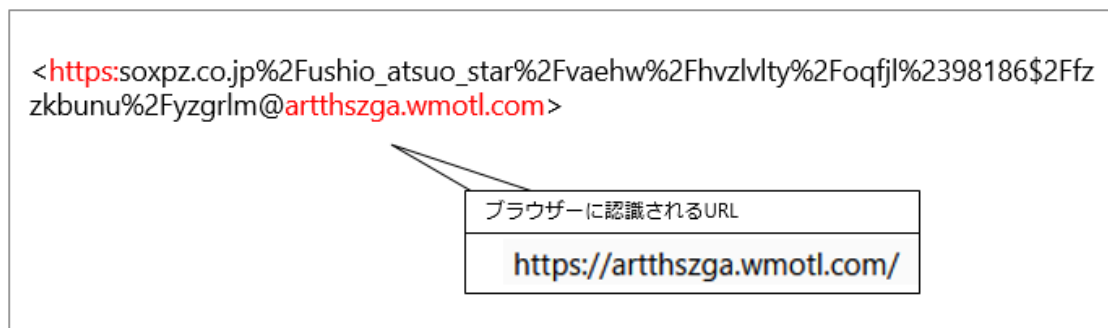 <https:soxpz.co.jp%2Fushio_atsuo_star%2Fvaehw%2Fhvzlvlty%2Foqfjl%2398186$2Ffz
zkbunu%2Fyzgrlm@artthszga.wmotl.com>
ブラウザーに認識されるURL
https://artthszga.wmotl.com/